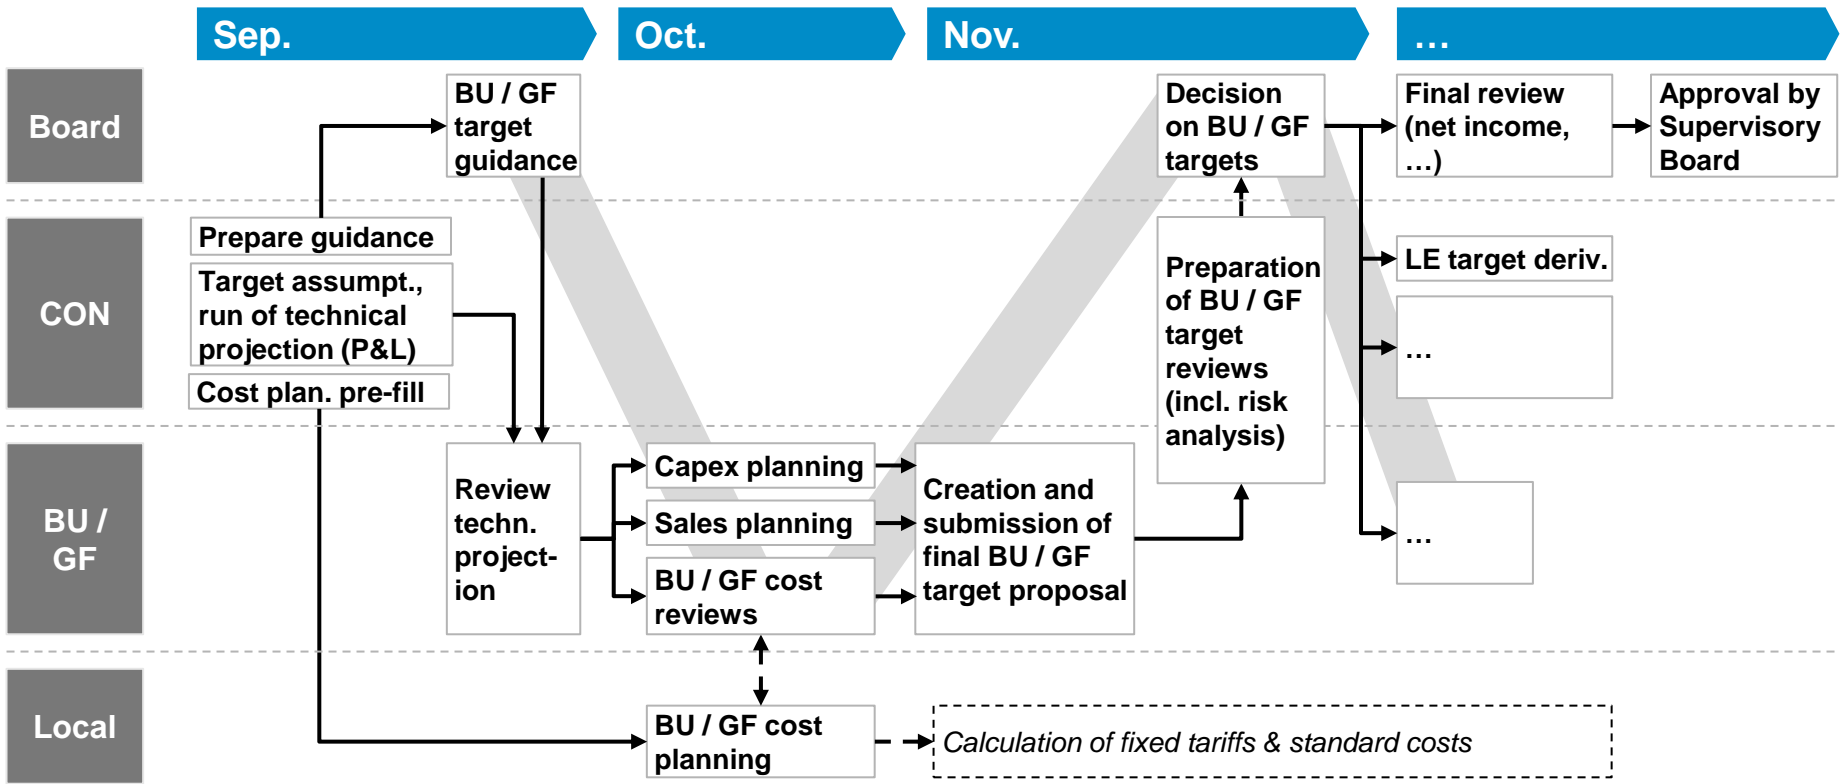 Sep.
Oct.
Nov.
…
Board
BU / GF
target
guidance
Decision
on BU / GF
targets
Final review
(net income,
…)
Approval by
Supervisory
Board
CON
Prepare guidance
Target assumpt.,
run of technical
projection (P&L)
Cost plan. pre-fill
Preparation
of BU / GF
target
reviews
(incl. risk
analysis)
LE target deriv.
…
BU /
GF
Review
techn.
project-
ion
Capex planning
Sales planning
BU / GF cost
reviews
Creation and
submission of
final BU / GF
target proposal
…
Local
BU / GF cost
planning
Calculation of fixed tariffs & standard costs